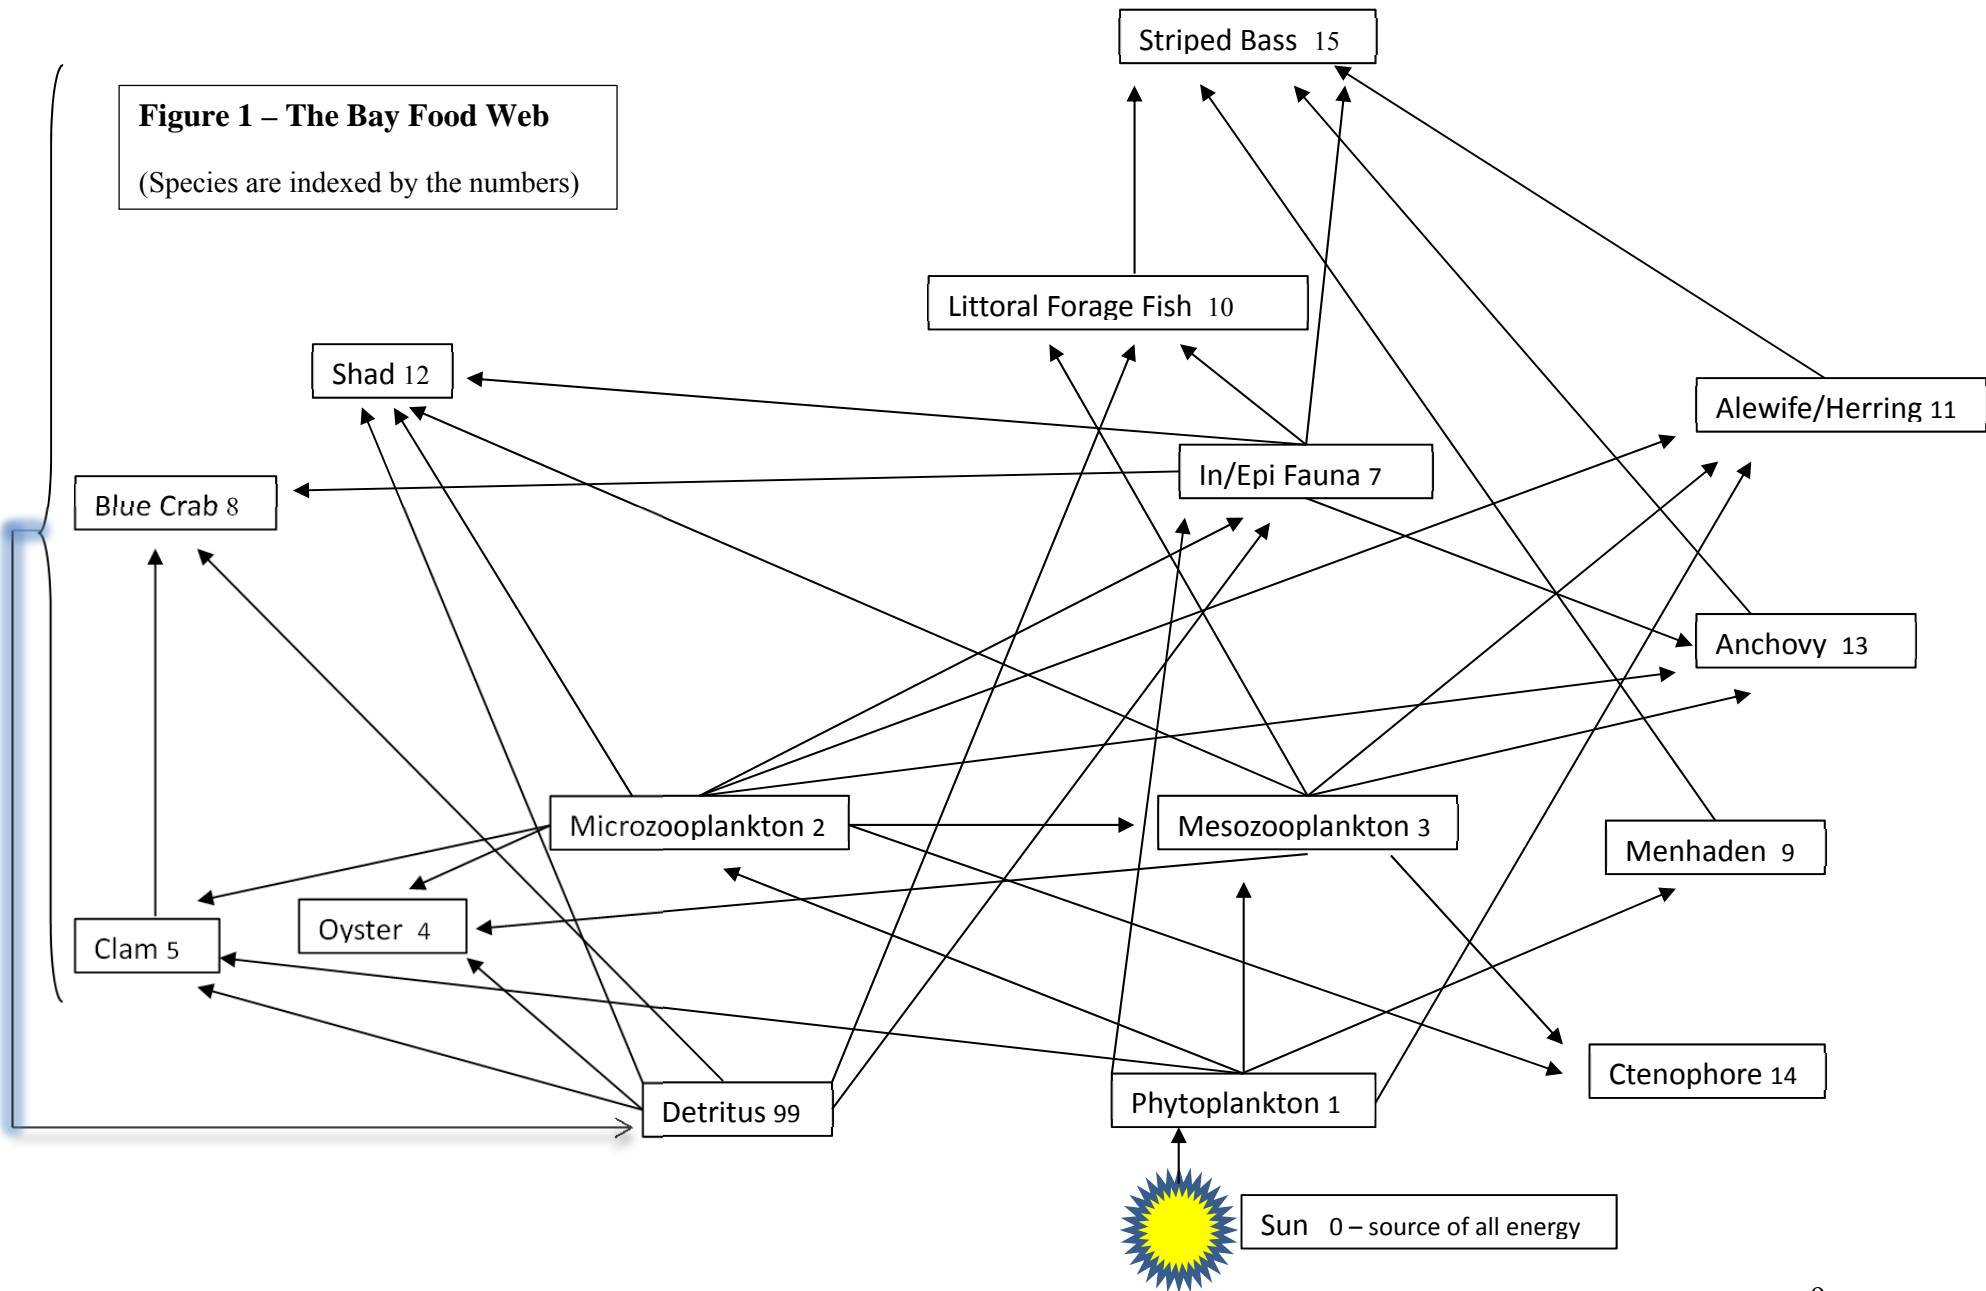 Striped Bass 15
Figure 1 – The Bay Food Web
(Species are indexed by the numbers)
Littoral Forage Fish 10
Shad 12
Alewife/Herring 11
In/Epi Fauna 7
Blue Crab 8
Anchovy 13
Microzooplankton 2
Mesozooplankton 3
Menhaden 9
Oyster 4
Clam 5
Ctenophore 14
Detritus 99
Phytoplankton 1
Sun 0 – source of all energy